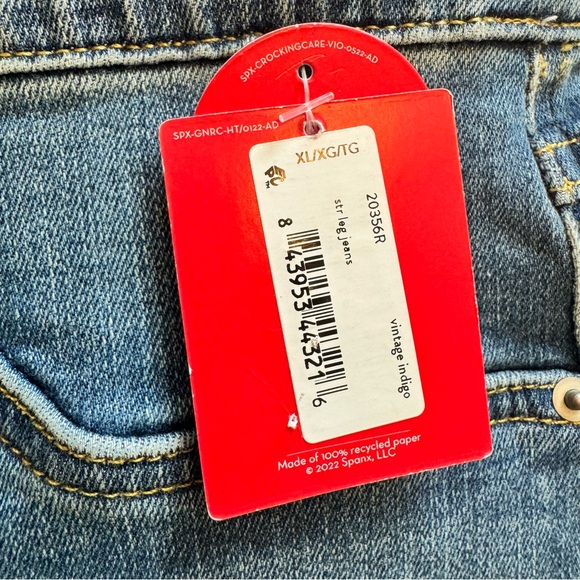 SPX-CROCKINGCARE-VIO-0522-AD
SPX-GNRC-HT/0122-AD
XL/XG/TG
20356R
str leg jeans
vintage indigo
8 43953 44321 6
Made of 100% recycled paper
© 2022 Spanx, LLC